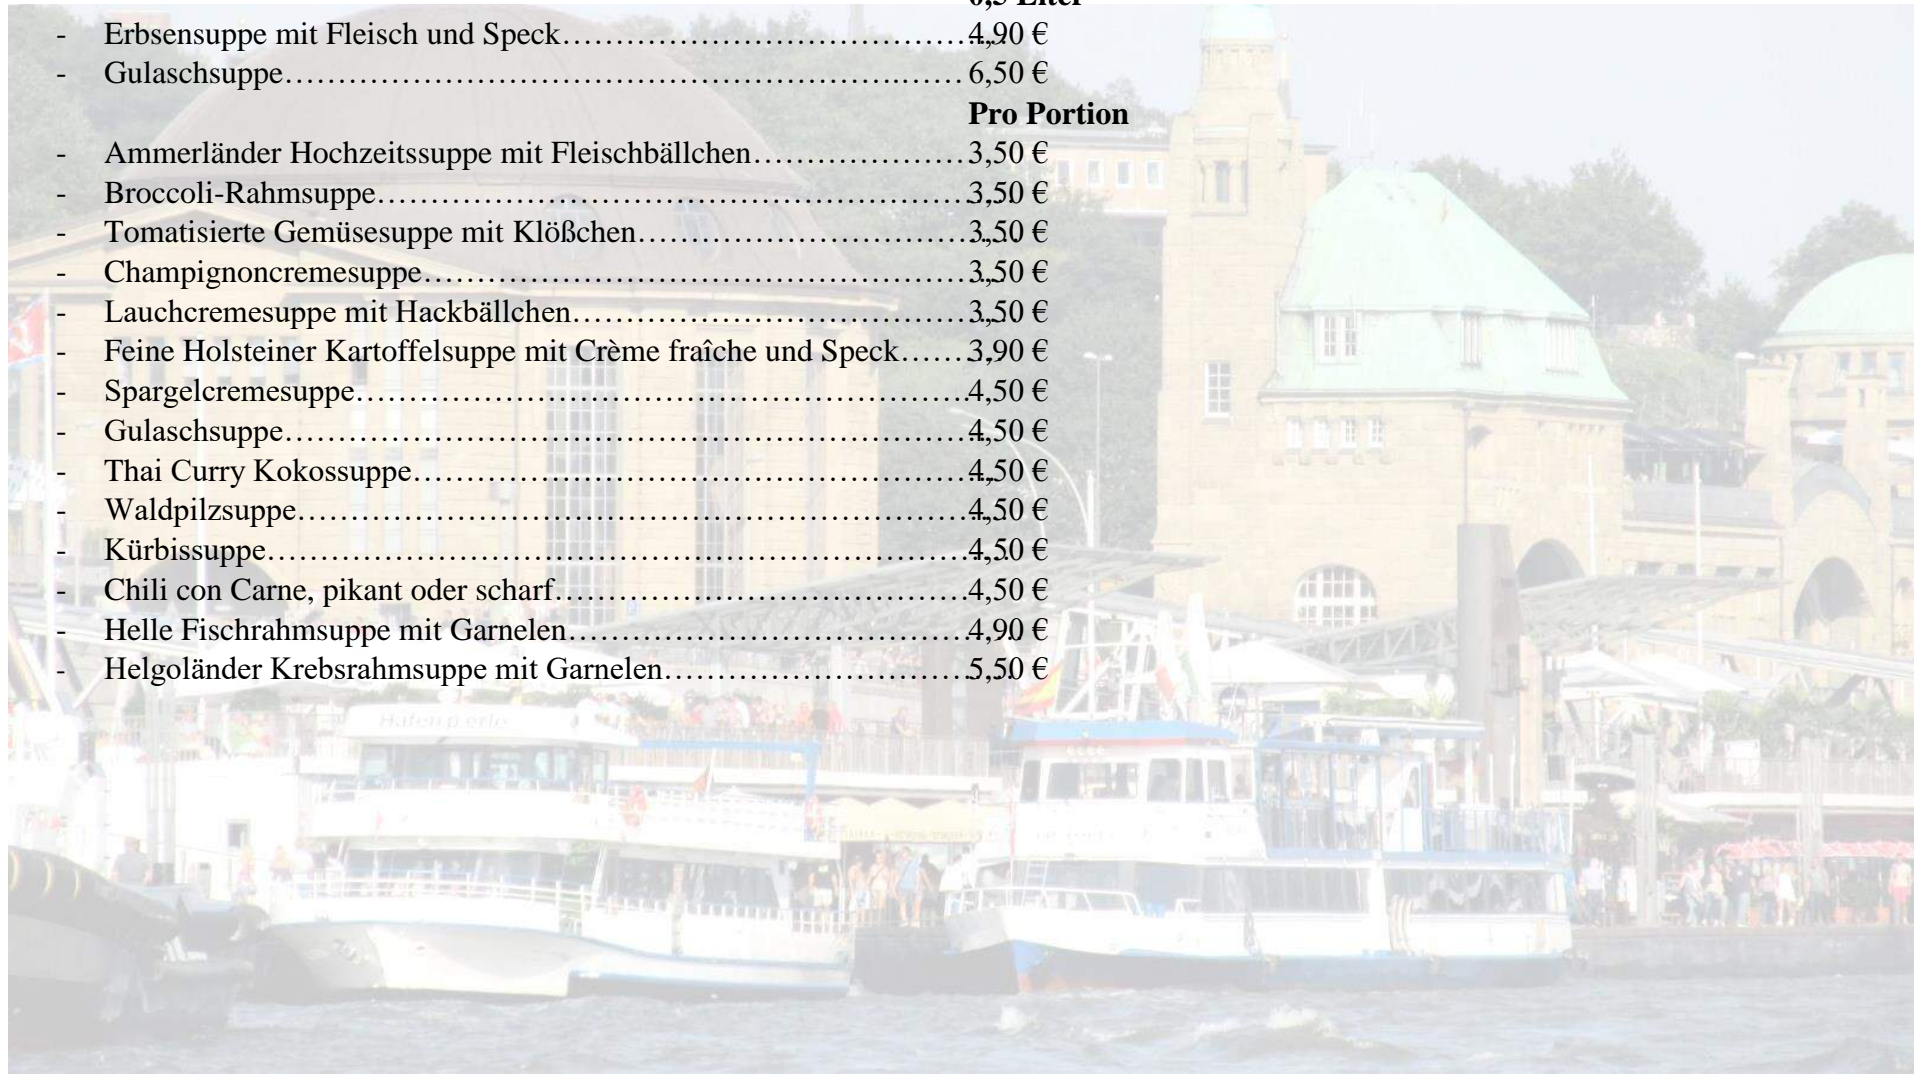 0,5 Liter
- Erbsensuppe mit Fleisch und Speck…………………………………….4,90 €
- Gulaschsuppe…………………………………………………………………6,50 €
Pro Portion
- Ammerländer Hochzeitssuppe mit Fleischbällchen…………………3,50 €
- Broccoli-Rahmsuppe………………………………………………………3,50 €
- Tomatisierte Gemüsesuppe mit Klößchen………………………………3,50 €
- Champignoncremesuppe……………………………………………………3,50 €
- Lauchcremesuppe mit Hackbällchen……………………………………3,50 €
- Feine Holsteiner Kartoffelsuppe mit Crème fraîche und Speck………3,90 €
- Spargelcremesuppe…………………………………………………………4,50 €
- Gulaschsuppe………………………………………………………………4,50 €
- Thai Curry Kokossuppe……………………………………………………4,50 €
- Waldpilzsuppe………………………………………………………………4,50 €
- Kürbissuppe…………………………………………………………………4,50 €
- Chili con Carne, pikant oder scharf………………………………………4,50 €
- Helle Fischrahmsuppe mit Garnelen……………………………………4,90 €
- Helgoländer Krebsrahmsuppe mit Garnelen……………………………5,50 €
Hafenperle